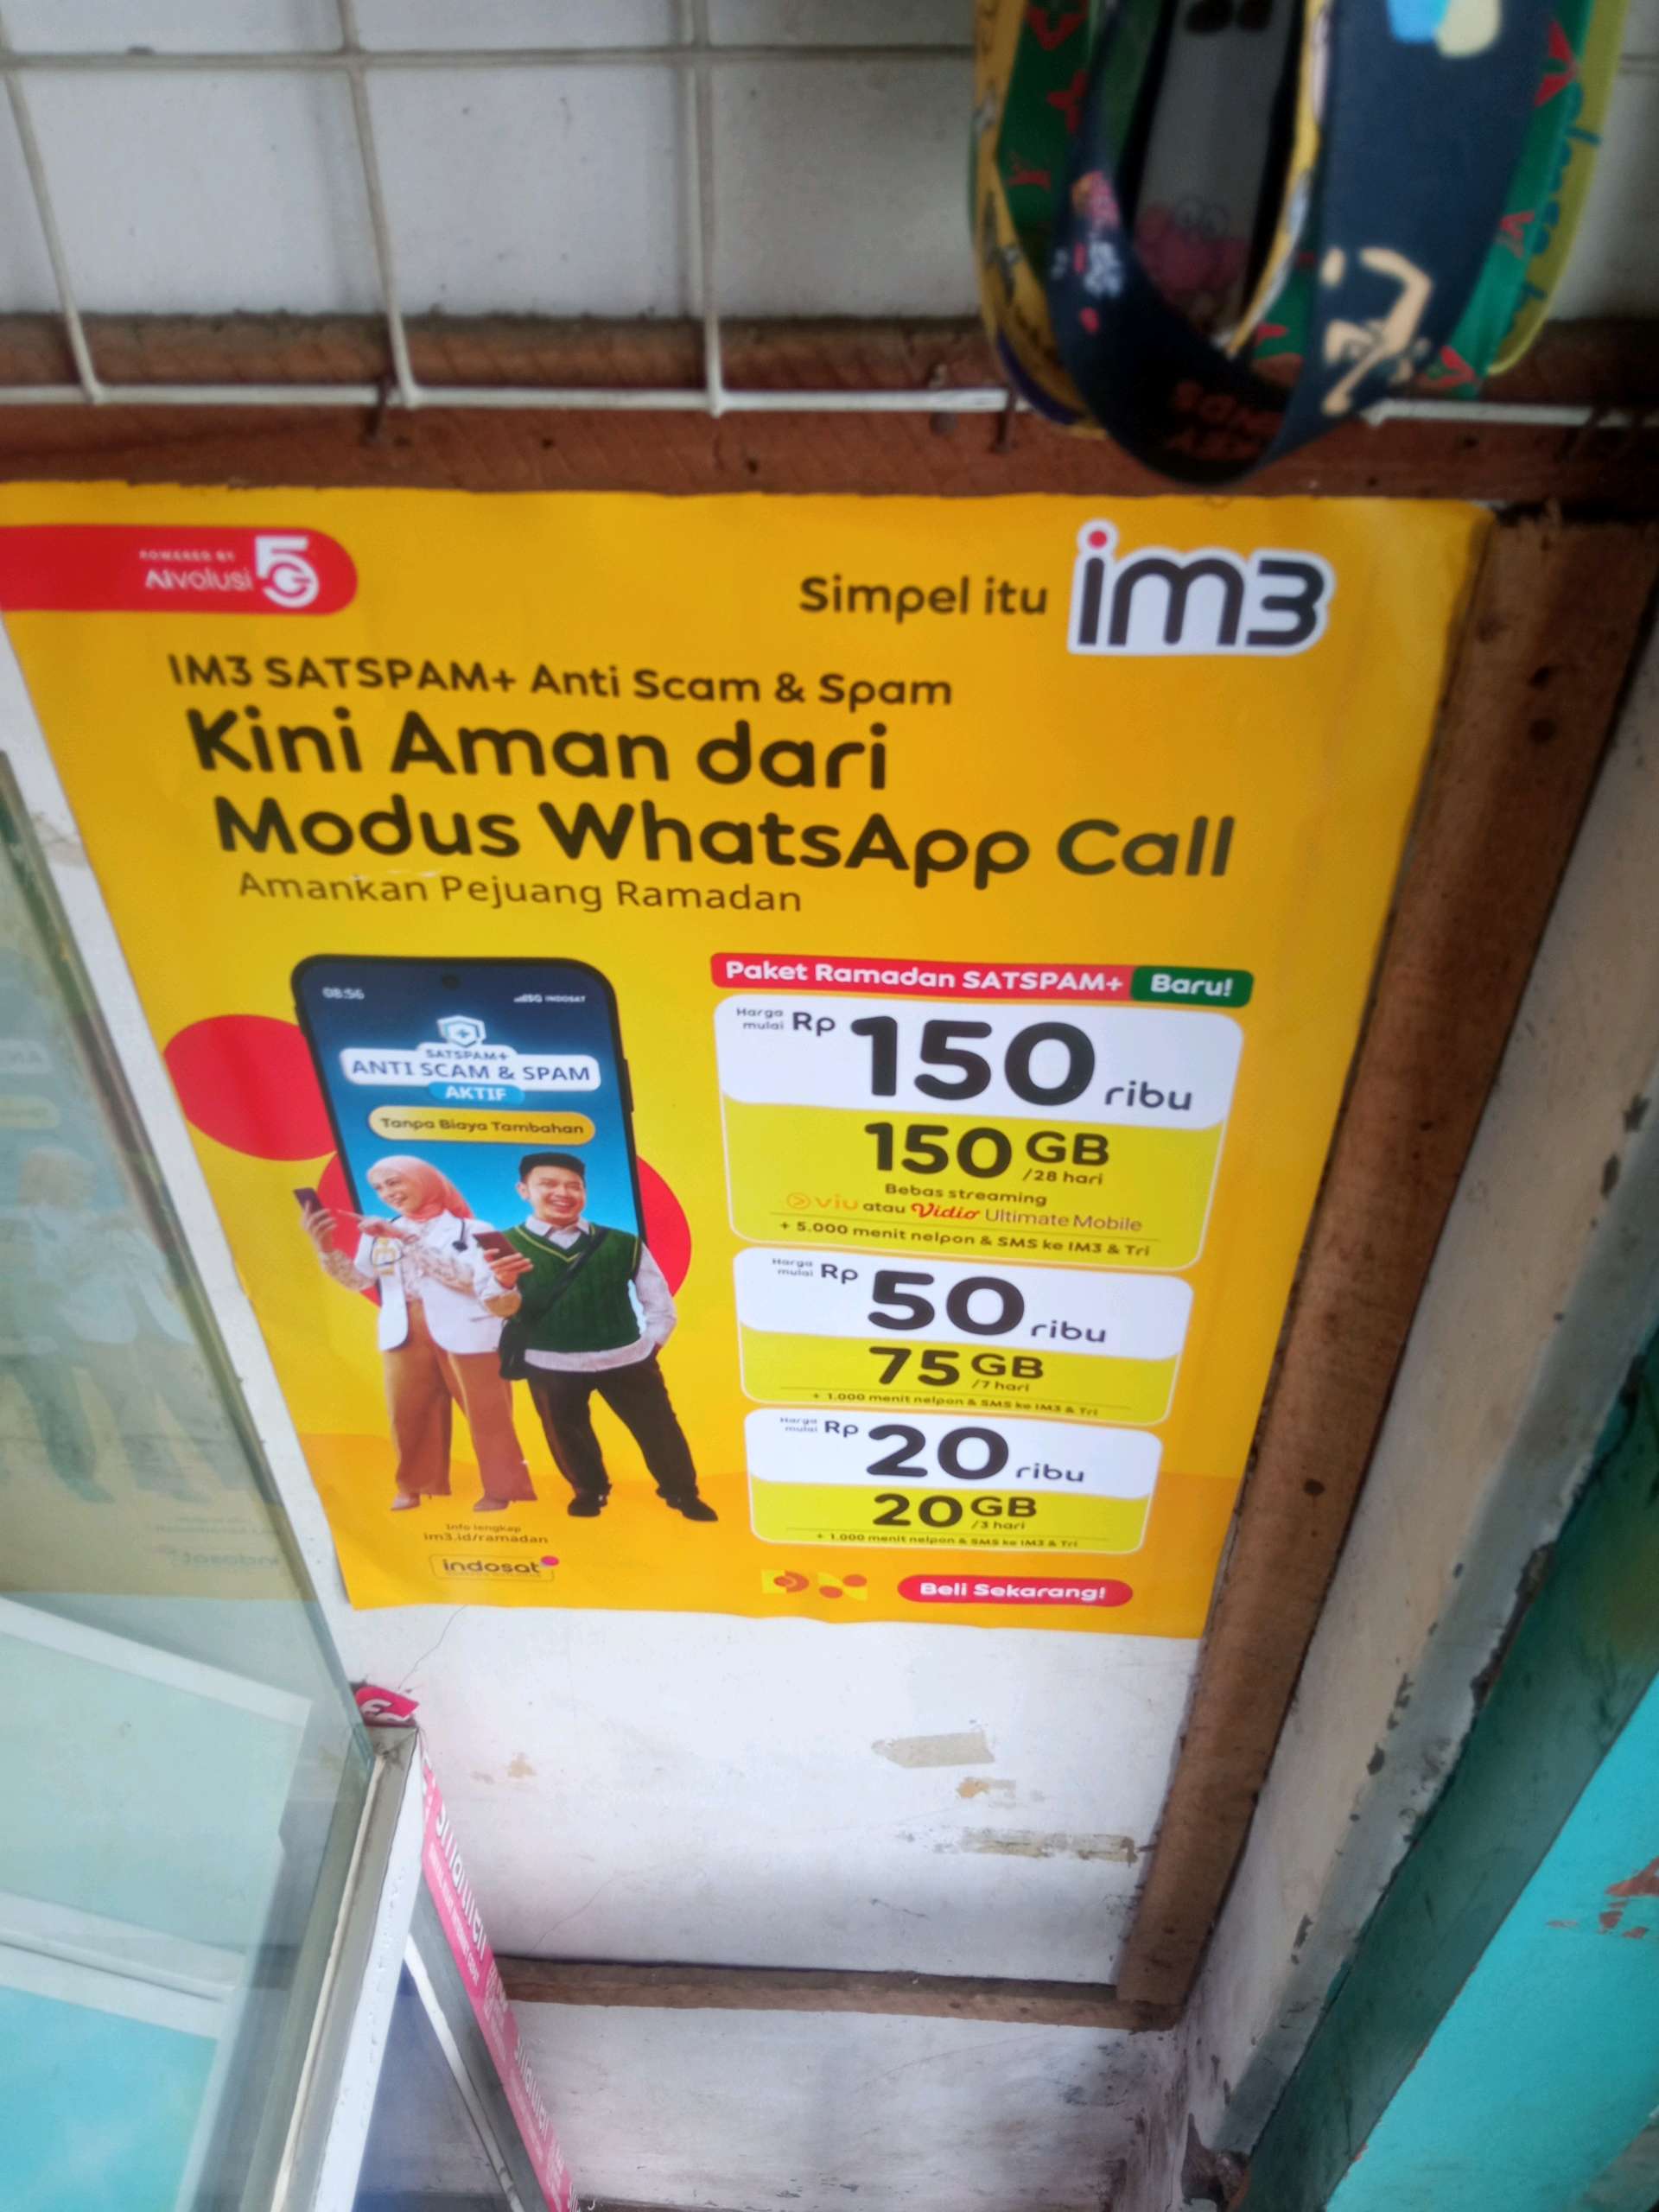 POWERED BY
AIvolusi 5G
Simpel itu im3
IM3 SATSPAM+ Anti Scam & Spam
Kini Aman dari
Modus WhatsApp Call
Amankan Pejuang Ramadan
08:56
5G INDOSAT
SATSPAM+
ANTI SCAM & SPAM
AKTIF
Tanpa Biaya Tambahan
Info lengkap
im3.id/ramadan
indosat
Paket Ramadan SATSPAM+ Baru!
Harga mulai Rp 150 ribu
150 GB /28 hari
Bebas streaming
viu atau Vidio Ultimate Mobile
+ 5.000 menit nelpon & SMS ke IM3 & Tri
Harga mulai Rp 50 ribu
75 GB /7 hari
+ 1.000 menit nelpon & SMS ke IM3 & Tri
Harga mulai Rp 20 ribu
20 GB /3 hari
+ 1.000 menit nelpon & SMS ke IM3 & Tri
Beli Sekarang!